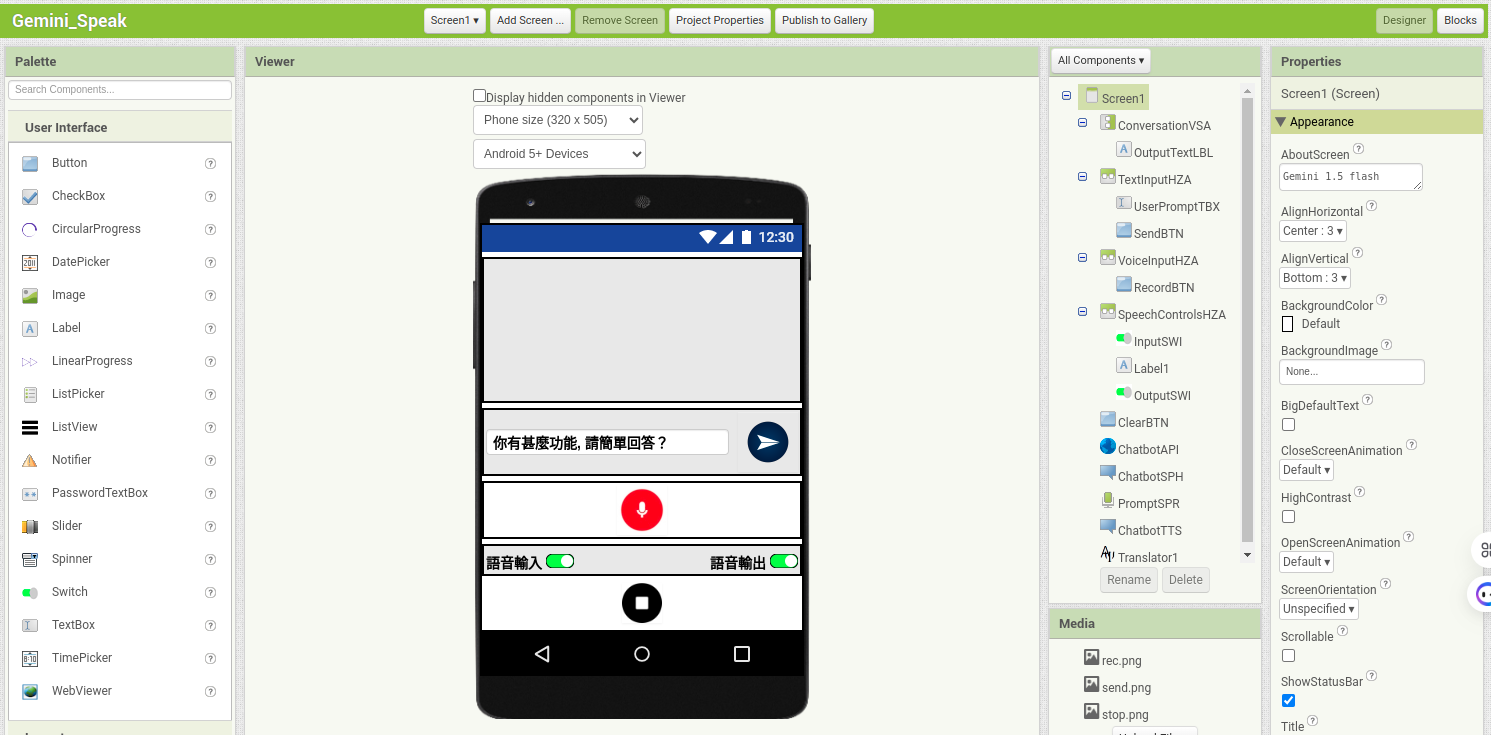 Gemini_Speak
Screen1 ▾
Add Screen ...
Remove Screen
Project Properties
Publish to Gallery
Designer
Blocks
Palette
Search Components...
User Interface
Button
CheckBox
CircularProgress
DatePicker
Image
Label
LinearProgress
ListPicker
ListView
Notifier
PasswordTextBox
Slider
Spinner
Switch
TextBox
TimePicker
WebViewer
Viewer
Display hidden components in Viewer
Phone size (320 x 505)
Android 5+ Devices
12:30
你有甚麼功能, 請簡單回答？
語音輸入
語音輸出
All Components ▾
Screen1
ConversationVSA
OutputTextLBL
TextInputHZA
UserPromptTBX
SendBTN
VoiceInputHZA
RecordBTN
SpeechControlsHZA
InputSWI
Label1
OutputSWI
ClearBTN
ChatbotAPI
ChatbotSPH
PromptSPR
ChatbotTTS
Translator1
Rename
Delete
Media
rec.png
send.png
stop.png
Properties
Screen1 (Screen)
Appearance
AboutScreen
Gemini 1.5 flash
AlignHorizontal
Center : 3 ▾
AlignVertical
Bottom : 3 ▾
BackgroundColor
Default
BackgroundImage
None...
BigDefaultText
CloseScreenAnimation
Default ▾
HighContrast
OpenScreenAnimation
Default ▾
ScreenOrientation
Unspecified ▾
Scrollable
ShowStatusBar
Title